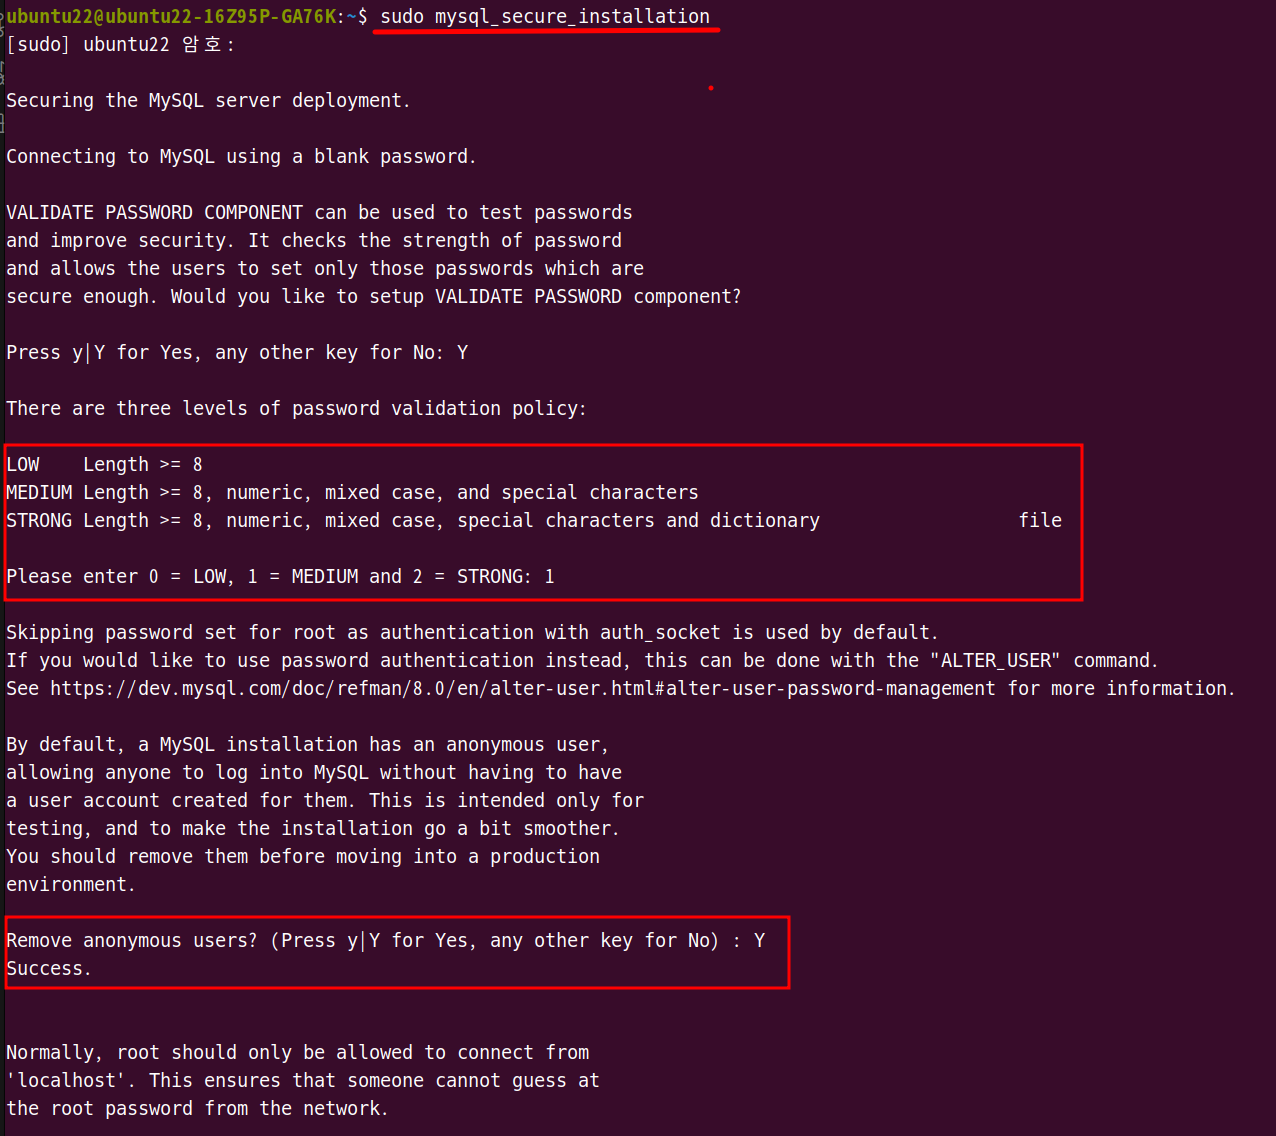 ubuntu22@ubuntu22-16Z95P-GA76K:~$ sudo mysql_secure_installation
[sudo] ubuntu22 암호:
Securing the MySQL server deployment.
Connecting to MySQL using a blank password.
VALIDATE PASSWORD COMPONENT can be used to test passwords
and improve security. It checks the strength of password
and allows the users to set only those passwords which are
secure enough. Would you like to setup VALIDATE PASSWORD component?
Press y|Y for Yes, any other key for No: Y
There are three levels of password validation policy:
LOW    Length >= 8
MEDIUM Length >= 8, numeric, mixed case, and special characters
STRONG Length >= 8, numeric, mixed case, special characters and dictionary                  file
Please enter 0 = LOW, 1 = MEDIUM and 2 = STRONG: 1
Skipping password set for root as authentication with auth_socket is used by default.
If you would like to use password authentication instead, this can be done with the "ALTER_USER" command.
See https://dev.mysql.com/doc/refman/8.0/en/alter-user.html#alter-user-password-management for more information.
By default, a MySQL installation has an anonymous user,
allowing anyone to log into MySQL without having to have
a user account created for them. This is intended only for
testing, and to make the installation go a bit smoother.
You should remove them before moving into a production
environment.
Remove anonymous users? (Press y|Y for Yes, any other key for No) : Y
Success.
Normally, root should only be allowed to connect from
'localhost'. This ensures that someone cannot guess at
the root password from the network.